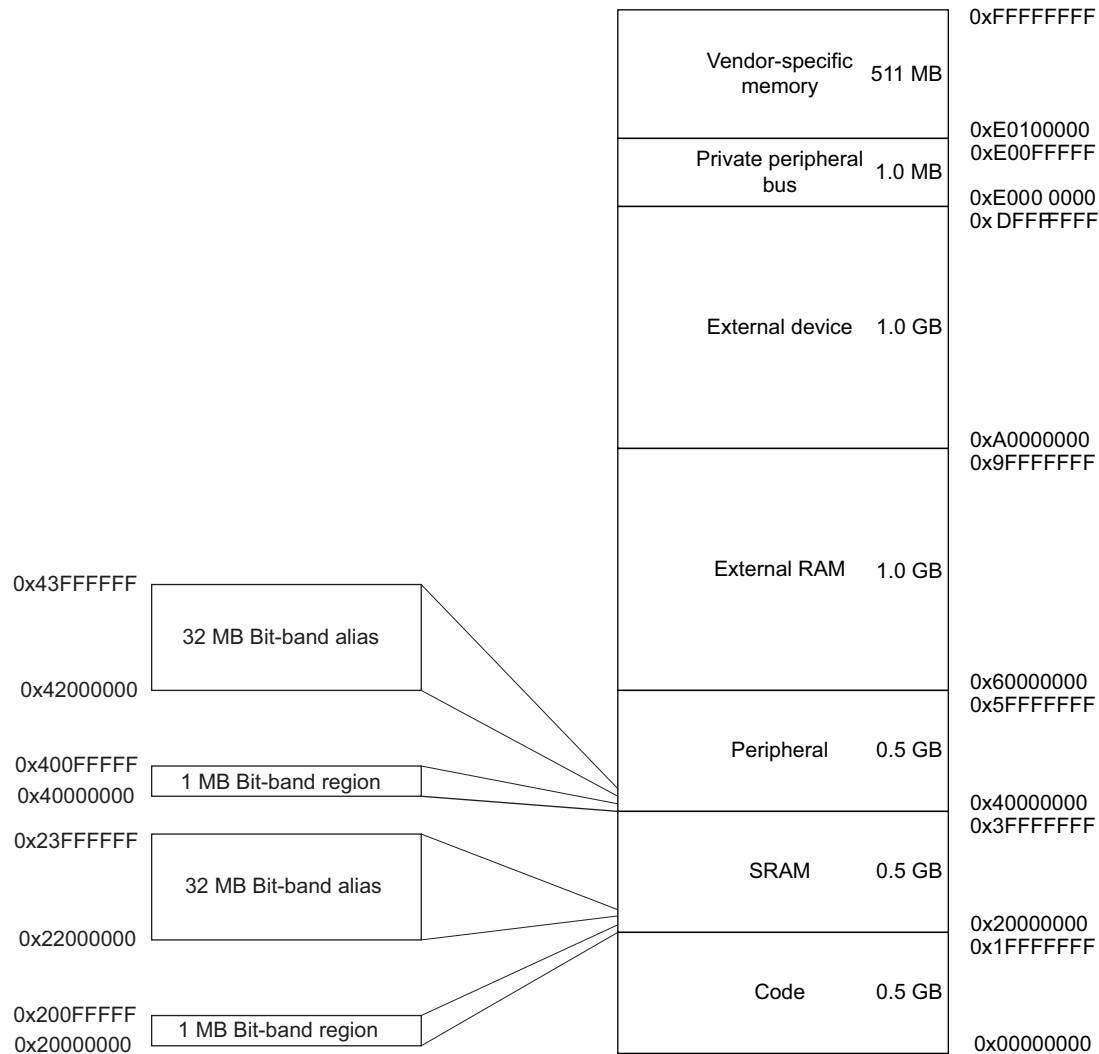 0xFFFFFFFF
Vendor-specific
memory
511 MB
0xE0100000
0xE00FFFFF
Private peripheral
bus
1.0 MB
0xE000 0000
0x DFFFFFFF
External device 1.0 GB
0xA0000000
0x9FFFFFFF
External RAM 1.0 GB
0x60000000
0x5FFFFFFF
Peripheral 0.5 GB
0x40000000
0x3FFFFFFF
SRAM 0.5 GB
0x20000000
0x1FFFFFFF
Code 0.5 GB
0x00000000
0x43FFFFFF
32 MB Bit-band alias
0x42000000
0x400FFFFF
1 MB Bit-band region
0x40000000
0x23FFFFFF
32 MB Bit-band alias
0x22000000
0x200FFFFF
1 MB Bit-band region
0x20000000